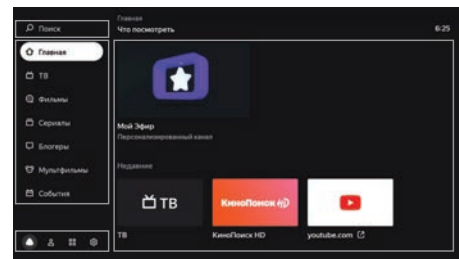 Поиск
Главная
Что посмотреть
6:25
Главная
ТВ
Фильмы
Сериалы
Блогеры
Мультфильмы
События
Мой Эфир
Персонализированный канал
Недавние
ТВ
КиноПоиск HD
ТВ
КиноПоиск HD
youtube.com